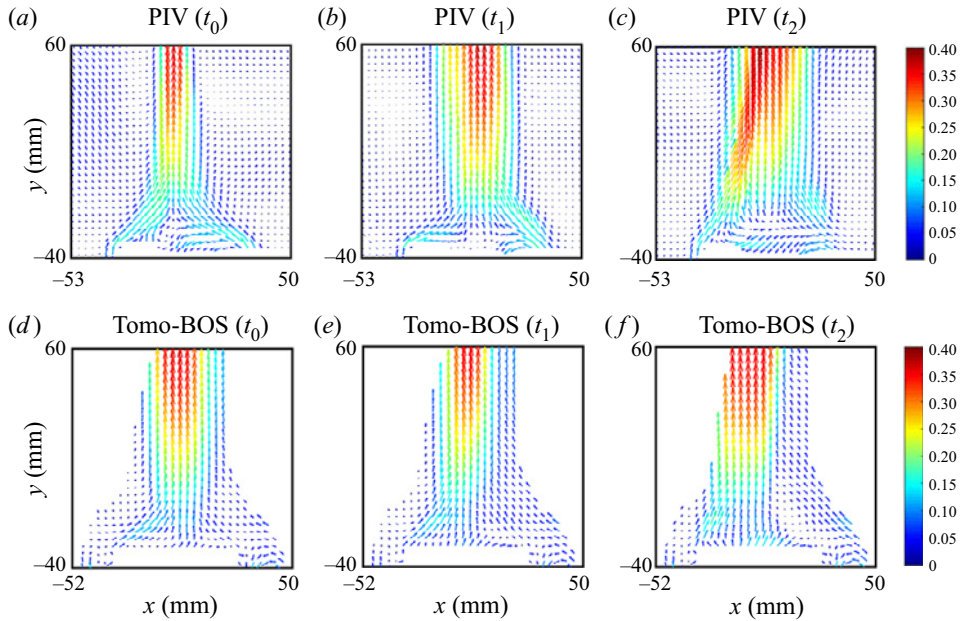 (a) PIV (t0) (b) PIV (t1) (c) PIV (t2)
60 60 60 0.40
0.35
0.30
0.25
y (mm) 0.20
0.15
0.10
0.05
−40 −40 −40 0
−53 50 −53 50 −53 50
(d) Tomo-BOS (t0) (e) Tomo-BOS (t1) (f) Tomo-BOS (t2)
60 60 60 0.40
0.35
0.30
0.25
y (mm) 0.20
0.15
0.10
0.05
−40 −40 −40 0
−52 50 −52 50 −52 50
x (mm) x (mm) x (mm)